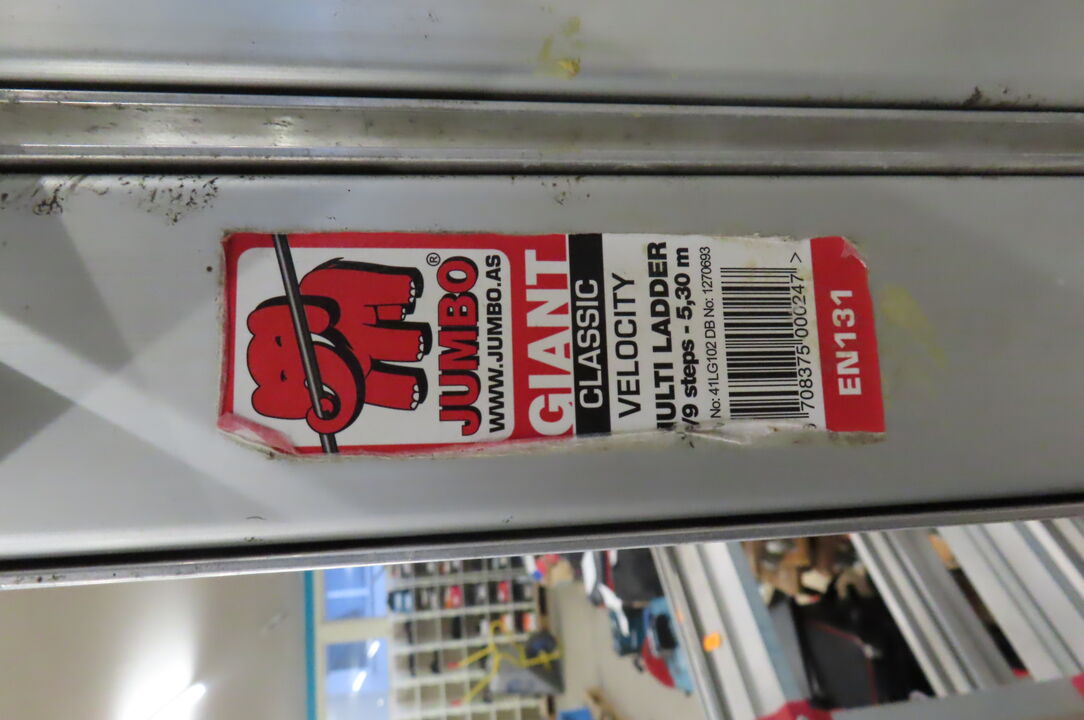 ®
JUMBO
WWW.JUMBO.AS
GIANT
CLASSIC
VELOCITY
ULTI LADDER
/9 steps - 5,30 m
No: 41LG102 DB No: 1270693
708375 000247 >
EN131